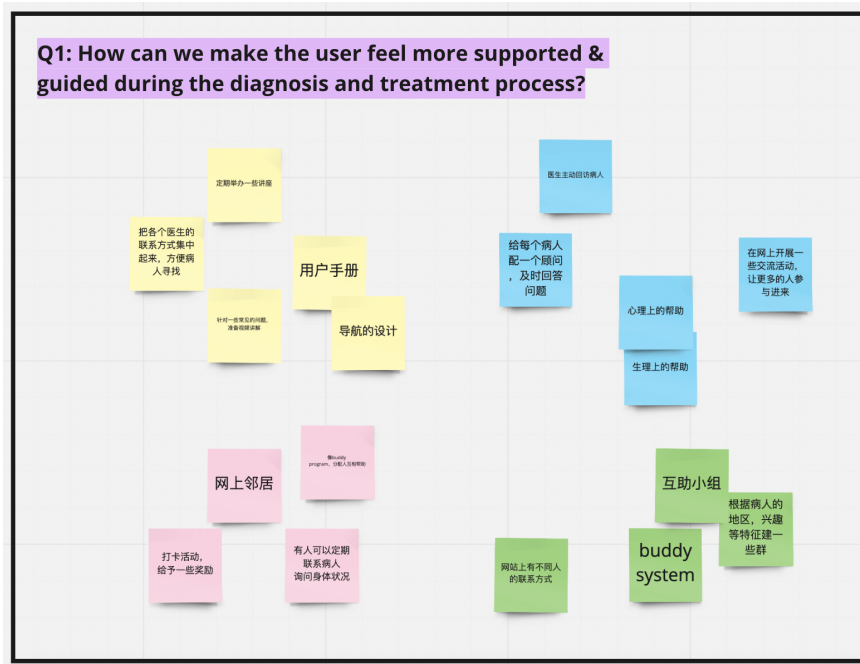 Q1: How can we make the user feel more supported &
guided during the diagnosis and treatment process?
定期举办一些讲座
把各个医生的
联系方式集中
起来，方便病
人寻找
用户手册
针对一些常见的问题，
准备视频讲解
导航的设计
医生主动回访病人
给每个病人
配一个顾问
，及时回答
问题
在网上开展一
些交流活动，
让更多的人参
与进来
心理上的帮助
生理上的帮助
网上邻居
像buddy
program，分配人互相帮助
打卡活动，
给予一些奖励
有人可以定期
联系病人
询问身体状况
互助小组
根据病人的
地区，兴趣
等特征建一
些群
buddy
system
网站上有不同人
的联系方式